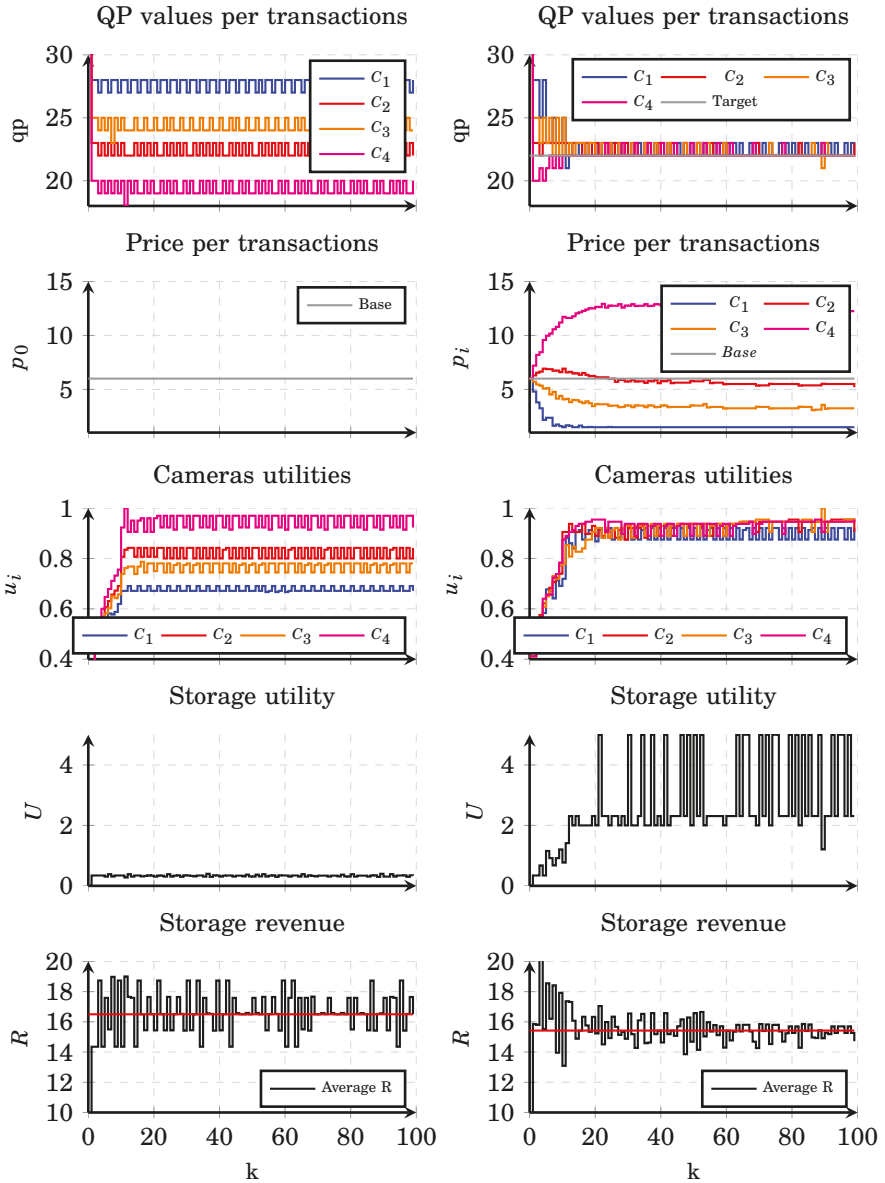 QP values per transactions
30
25
20
qp
C1
C2
C3
C4
QP values per transactions
30
25
20
qp
C1 C2 C3
C4 Target
Price per transactions
15
10
5
p0
Base
Price per transactions
15
10
5
pi
C1 C2
C3 C4
Base
Cameras utilities
1
0.8
0.6
0.4
ui
C1 C2 C3 C4
Cameras utilities
1
0.8
0.6
0.4
ui
C1 C2 C3 C4
Storage utility
4
2
0
U
Storage utility
4
2
0
U
Storage revenue
20
18
16
14
12
10
R
Average R
0 20 40 60 80 100
k
Storage revenue
20
18
16
14
12
10
R
Average R
0 20 40 60 80 100
k